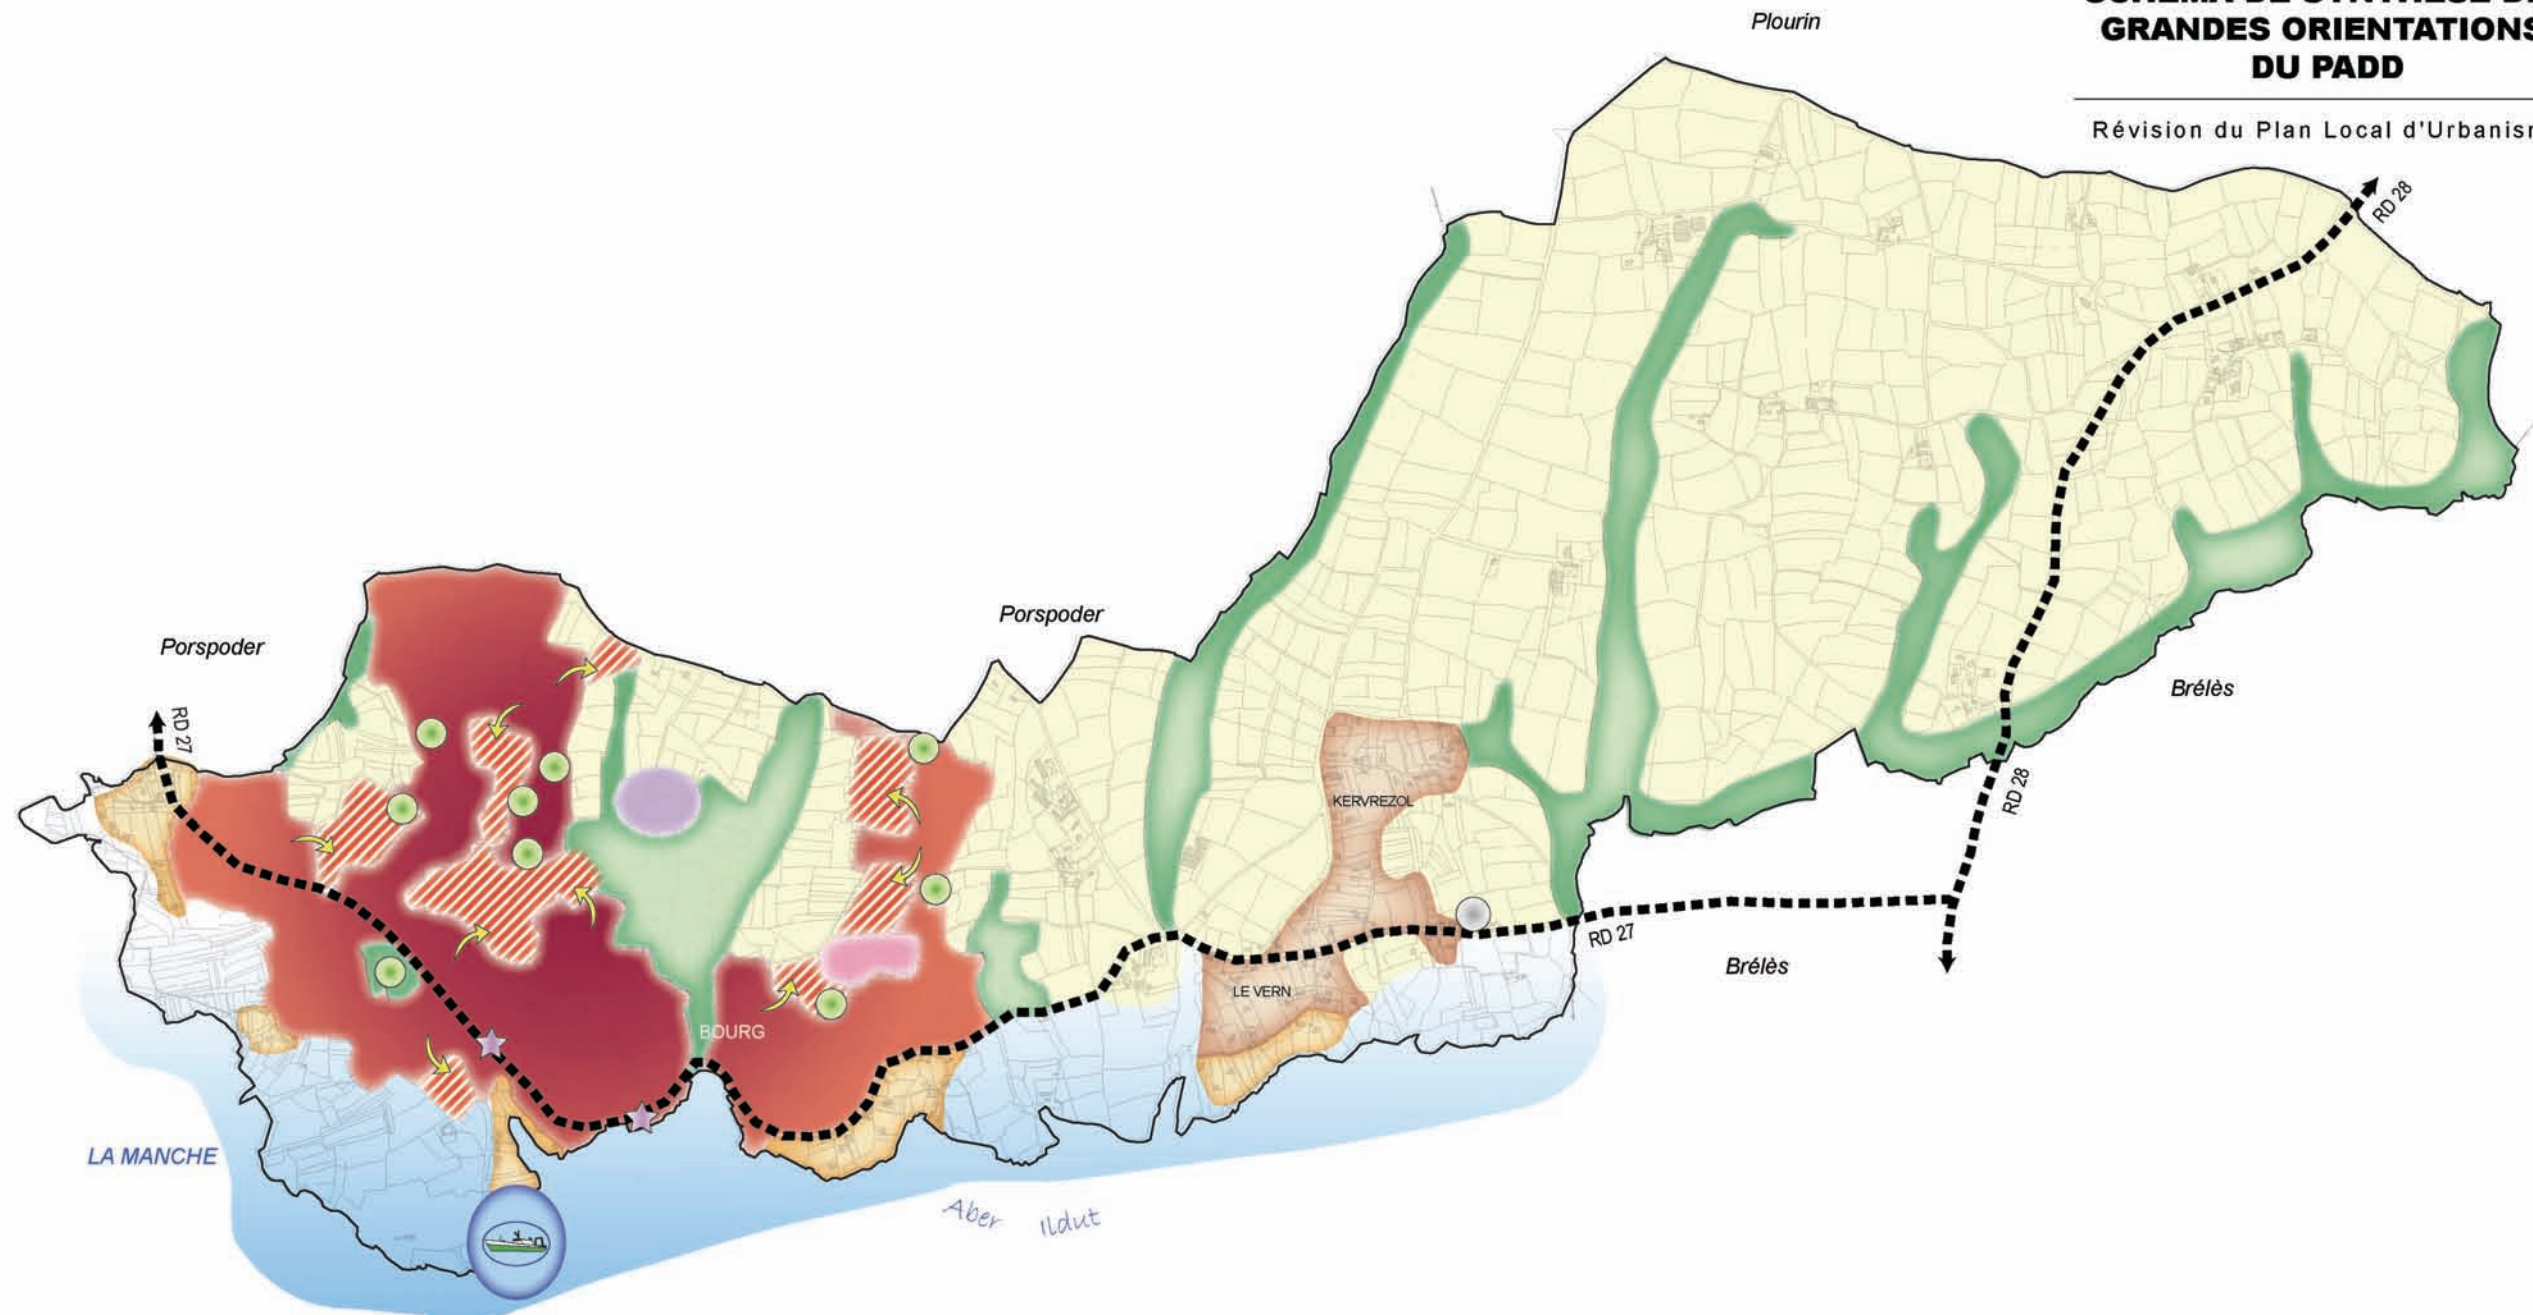 GRANDES ORIENTATIONS
DU PADD
Révision du Plan Local d'Urbanism
Plourin
RD 28
Porspoder
Porspoder
RD 27
Brélès
KERVREZOL
RD 28
RD 27
Brélès
LE VERN
BOURG
LA MANCHE
Aber Ildut